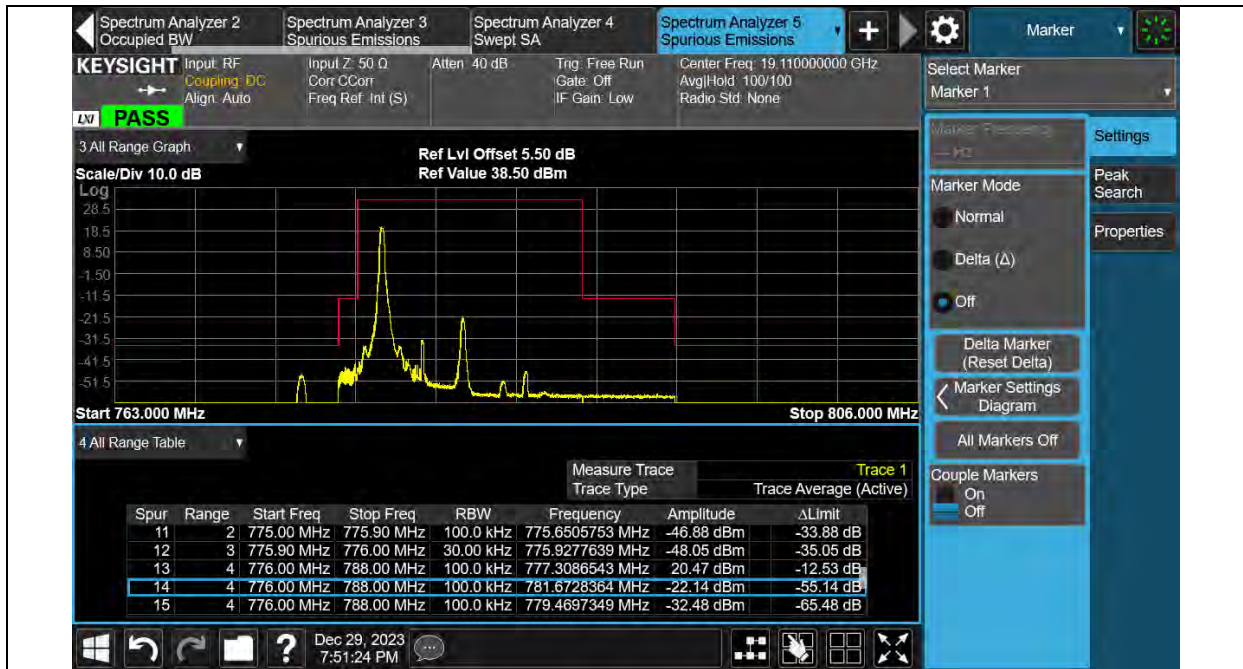 Spectrum Analyzer 2
Occupied BW
Spectrum Analyzer 3
Spurious Emissions
Spectrum Analyzer 4
Swept SA
Spectrum Analyzer 5
Spurious Emissions
+
Marker
KEYSIGHT
Input: RF
Coupling: DC
Align: Auto
Input Z: 50 Ω
Corr CCorr
Freq Ref: Int (S)
Atten: 40 dB
Trig: Free Run
Gate: Off
IF Gain: Low
Center Freq: 19.110000000 GHz
Avg|Hold: 100/100
Radio Std: None
LXI PASS
3 All Range Graph
Ref Lvl Offset 5.50 dB
Scale/Div 10.0 dB
Ref Value 38.50 dBm
Log
28.5
18.5
8.50
-1.50
-11.5
-21.5
-31.5
-41.5
-51.5
Start 763.000 MHz
Stop 806.000 MHz
4 All Range Table
Measure Trace Trace 1
Trace Type Trace Average (Active)
Spur Range Start Freq Stop Freq RBW Frequency Amplitude ΔLimit
11 2 775.00 MHz 775.90 MHz 100.0 kHz 775.6505753 MHz -46.88 dBm -33.88 dB
12 3 775.90 MHz 776.00 MHz 30.00 kHz 775.9277639 MHz -48.05 dBm -35.05 dB
13 4 776.00 MHz 788.00 MHz 100.0 kHz 777.3086543 MHz 20.47 dBm -12.53 dB
14 4 776.00 MHz 788.00 MHz 100.0 kHz 781.6728364 MHz -22.14 dBm -55.14 dB
15 4 776.00 MHz 788.00 MHz 100.0 kHz 779.4697349 MHz -32.48 dBm -65.48 dB
Select Marker
Marker 1
Marker Frequency
--- Hz
Settings
Marker Mode
Peak
Search
Normal
Properties
Delta (Δ)
Off
Delta Marker
(Reset Delta)
Marker Settings
Diagram
All Markers Off
Couple Markers
On
Off
?
Dec 29, 2023
7:51:24 PM